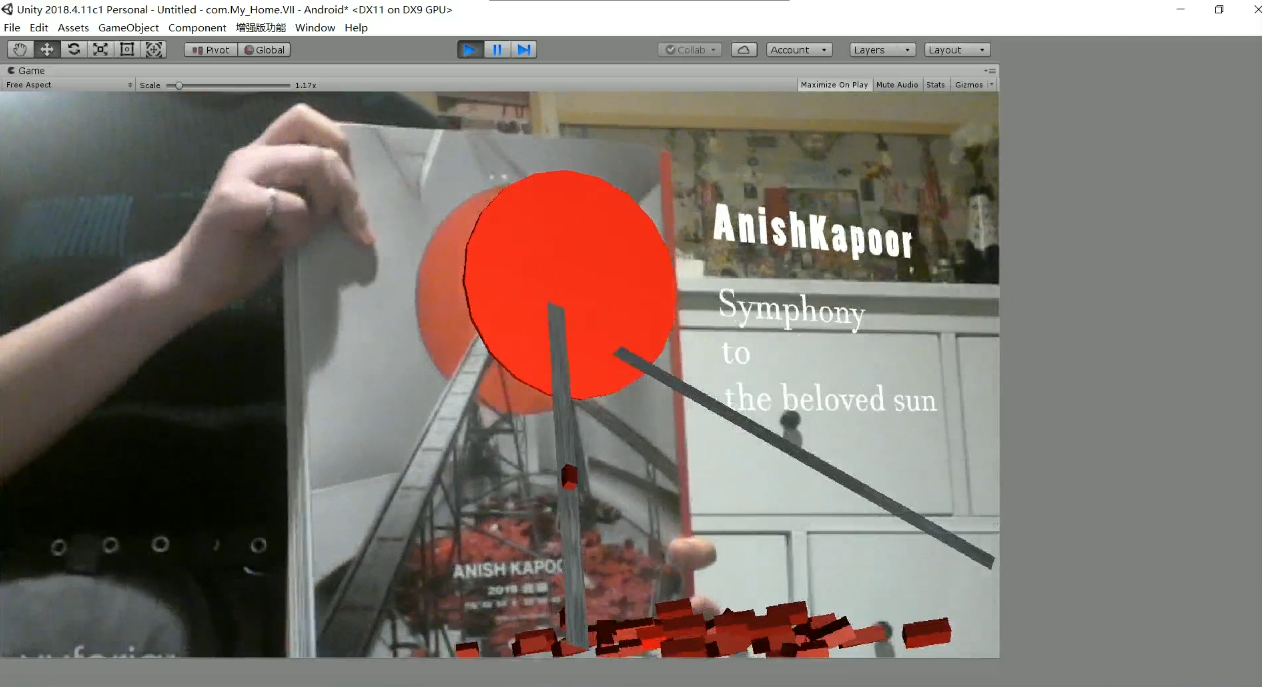 Unity 2018.4.11c1 Personal - Untitled - com.My_Home.VII - Android* <DX11 on DX9 GPU>
File Edit Assets GameObject Component 增强版功能 Window Help
Pivot Global Collab Account Layers Layout
Game
Free Aspect Scale 1.17x Maximize On Play Mute Audio Stats Gizmos
AnishKapoor
Symphony
to
the beloved sun
ANISH KAPOO
2019
vuforia